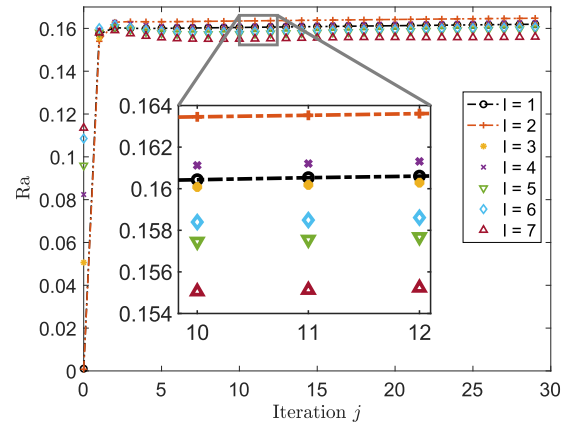 0.16
0.14
0.12
0.1
0.08
0.06
0.04
0.02
0
Ra
0.164
0.162
0.16
0.158
0.156
0.154
10 11 12
l = 1
l = 2
l = 3
l = 4
l = 5
l = 6
l = 7
0 5 10 15 20 25 30
Iteration j